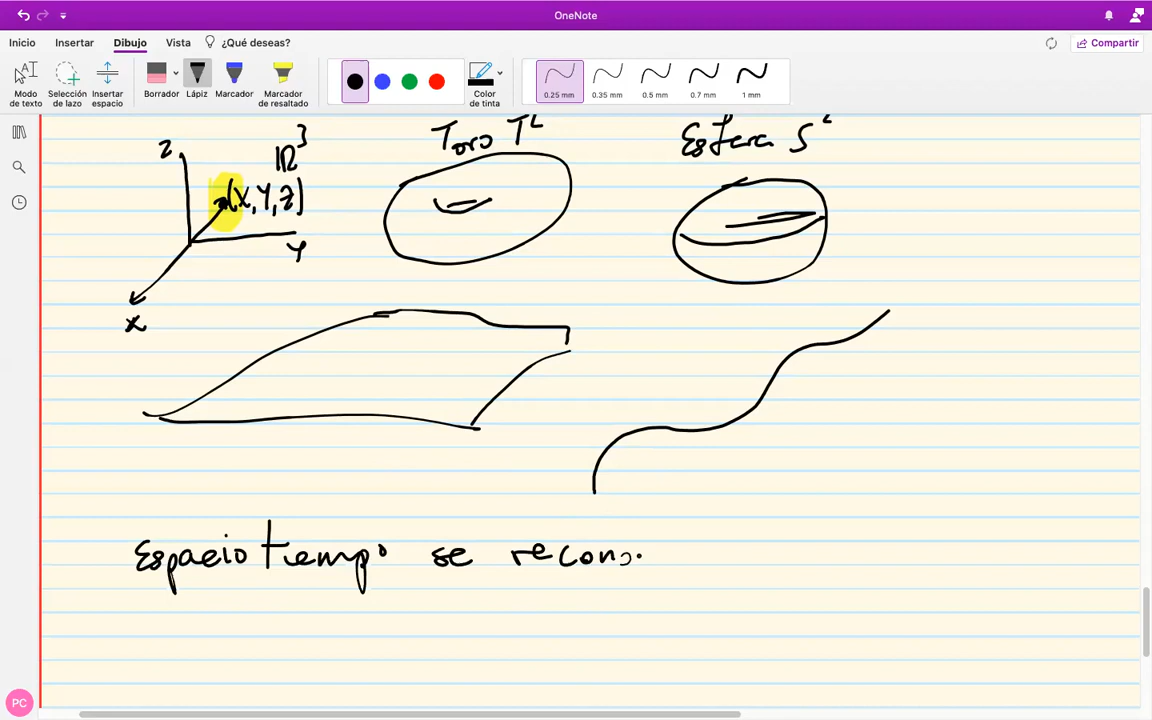 OneNote
Inicio Insertar Dibujo Vista ¿Qué deseas? Compartir
Modo de texto
Selección de lazo
Insertar espacio
Borrador
Lápiz
Marcador
Marcador de resaltado
Color de tinta
0.25 mm 0.35 mm 0.5 mm 0.7 mm 1 mm
Z ℝ³ Toro T² Esfera S²
(X, Y, Z)
Y
X
Espacio tiempo se recono
PC